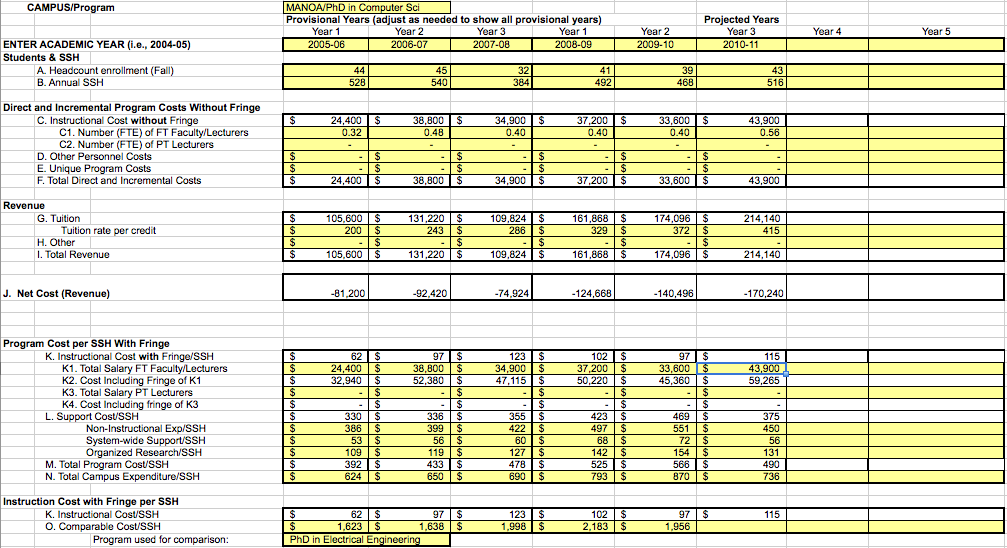 CAMPUS/Program MANOA/PhD in Computer Sci
Provisional Years (adjust as needed to show all provisional years) Projected Years
Year 1 Year 2 Year 3 Year 1 Year 2 Year 3 Year 4 Year 5
ENTER ACADEMIC YEAR (i.e., 2004-05) 2005-06 2006-07 2007-08 2008-09 2009-10 2010-11
Students & SSH
A. Headcount enrollment (Fall) 44 45 32 41 39 43
B. Annual SSH 528 540 384 492 468 516
Direct and Incremental Program Costs Without Fringe
C. Instructional Cost without Fringe $ 24,400 $ 38,800 $ 34,900 $ 37,200 $ 33,600 $ 43,900
C1. Number (FTE) of FT Faculty/Lecturers 0.32 0.48 0.40 0.40 0.40 0.56
C2. Number (FTE) of PT Lecturers - - - - - -
D. Other Personnel Costs $ - $ - $ - $ - $ - $ -
E. Unique Program Costs $ - $ - $ - $ - $ - $ -
F. Total Direct and Incremental Costs $ 24,400 $ 38,800 $ 34,900 $ 37,200 $ 33,600 $ 43,900
Revenue
G. Tuition $ 105,600 $ 131,220 $ 109,824 $ 161,868 $ 174,096 $ 214,140
Tuition rate per credit $ 200 $ 243 $ 286 $ 329 $ 372 $ 415
H. Other $ - $ - $ - $ - $ - $ -
I. Total Revenue $ 105,600 $ 131,220 $ 109,824 $ 161,868 $ 174,096 $ 214,140
J. Net Cost (Revenue) -81,200 -92,420 -74,924 -124,668 -140,496 -170,240
Program Cost per SSH With Fringe
K. Instructional Cost with Fringe/SSH $ 62 $ 97 $ 123 $ 102 $ 97 $ 115
K1. Total Salary FT Faculty/Lecturers $ 24,400 $ 38,800 $ 34,900 $ 37,200 $ 33,600 $ 43,900
K2. Cost Including Fringe of K1 $ 32,940 $ 52,380 $ 47,115 $ 50,220 $ 45,360 $ 59,265
K3. Total Salary PT Lecturers $ - $ - $ - $ - $ - $ -
K4. Cost Including fringe of K3 $ - $ - $ - $ - $ - $ -
L. Support Cost/SSH $ 330 $ 336 $ 355 $ 423 $ 469 $ 375
Non-Instructional Exp/SSH $ 386 $ 399 $ 422 $ 497 $ 551 $ 450
System-wide Support/SSH $ 53 $ 56 $ 60 $ 68 $ 72 $ 56
Organized Research/SSH $ 109 $ 119 $ 127 $ 142 $ 154 $ 131
M. Total Program Cost/SSH $ 392 $ 433 $ 478 $ 525 $ 566 $ 490
N. Total Campus Expenditure/SSH $ 624 $ 650 $ 690 $ 793 $ 870 $ 736
Instruction Cost with Fringe per SSH
K. Instructional Cost/SSH $ 62 $ 97 $ 123 $ 102 $ 97 $ 115
O. Comparable Cost/SSH $ 1,623 $ 1,638 $ 1,998 $ 2,183 $ 1,956
Program used for comparison: PhD in Electrical Engineering